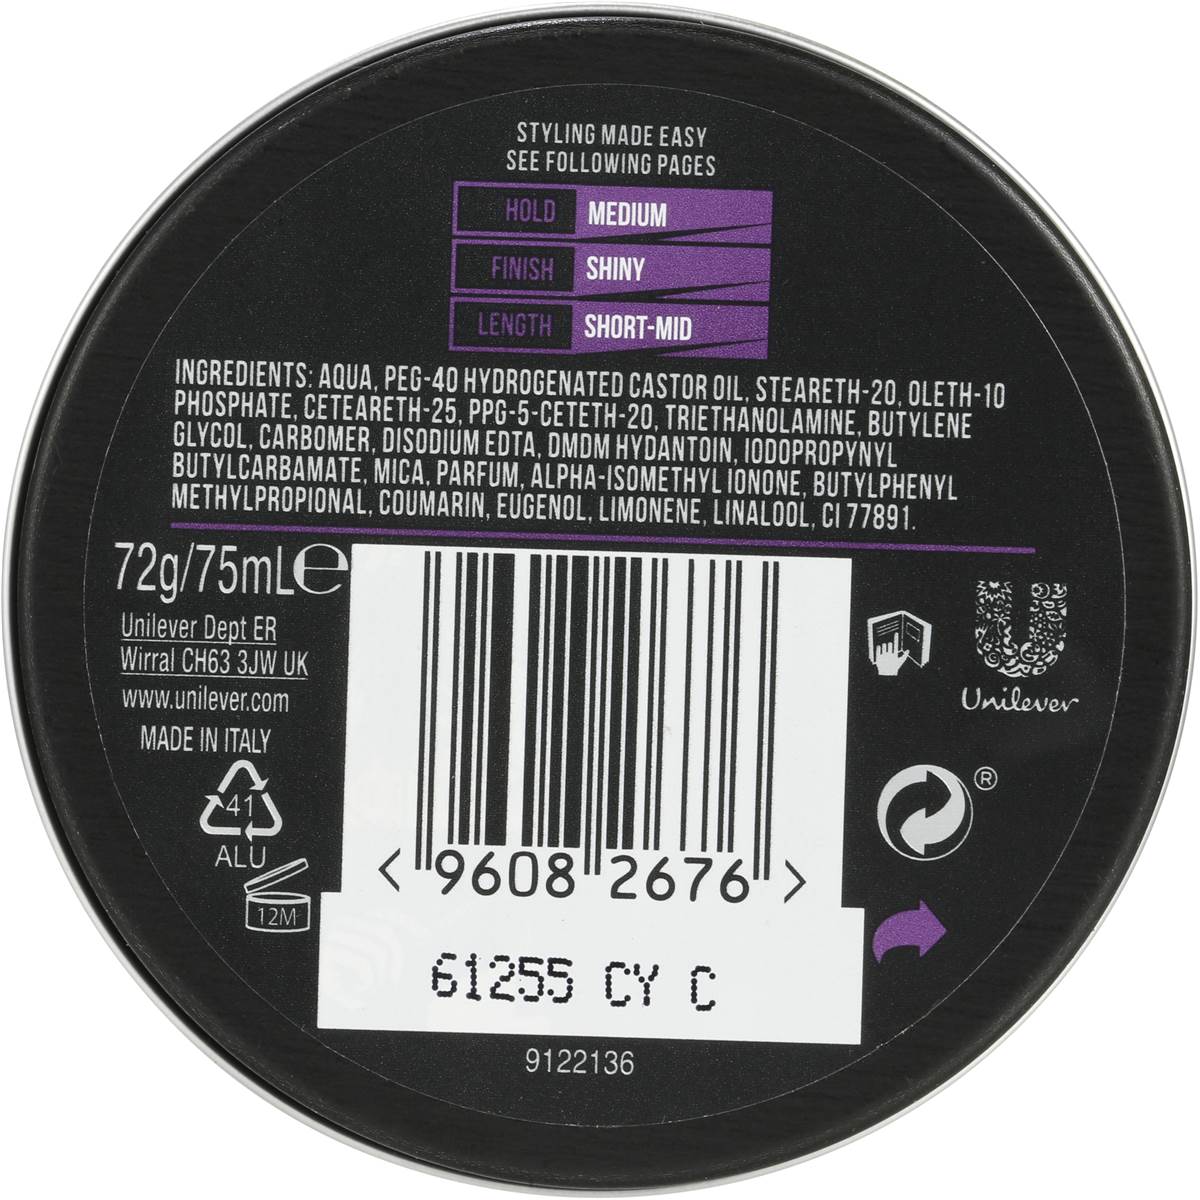 STYLING MADE EASY
SEE FOLLOWING PAGES
HOLD MEDIUM
FINISH SHINY
LENGTH SHORT-MID
INGREDIENTS: AQUA, PEG-40 HYDROGENATED CASTOR OIL, STEARETH-20, OLETH-10
PHOSPHATE, CETEARETH-25, PPG-5-CETETH-20, TRIETHANOLAMINE, BUTYLENE
GLYCOL, CARBOMER, DISODIUM EDTA, DMDM HYDANTOIN, IODOPROPYNYL
BUTYLCARBAMATE, MICA, PARFUM, ALPHA-ISOMETHYL IONONE, BUTYLPHENYL
METHYLPROPIONAL, COUMARIN, EUGENOL, LIMONENE, LINALOOL, CI 77891.
72g/75mL℮
Unilever Dept ER
Wirral CH63 3JW UK
www.unilever.com
MADE IN ITALY
41
ALU
12M
< 9608 2676 >
61255 CY C
9122136
Unilever
®